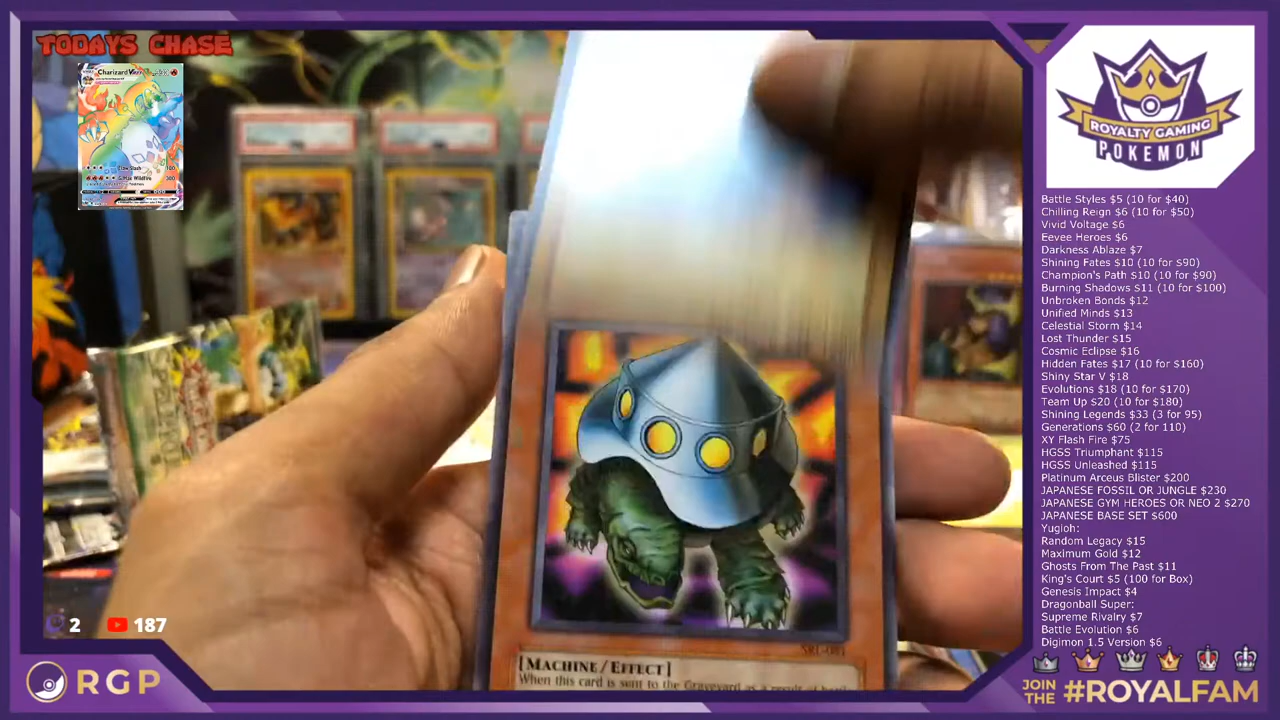 TODAYS CHASE
Charizard
Claw Slash 100
G-Max Wildfire 300
ROYALTY GAMING
POKEMON
Battle Styles $5 (10 for $40)
Chilling Reign $6 (10 for $50)
Vivid Voltage $6
Eevee Heroes $6
Darkness Ablaze $7
Shining Fates $10 (10 for $90)
Champion's Path $10 (10 for $90)
Burning Shadows $11 (10 for $100)
Unbroken Bonds $12
Unified Minds $13
Celestial Storm $14
Lost Thunder $15
Cosmic Eclipse $16
Hidden Fates $17 (10 for $160)
Shiny Star V $18
Evolutions $18 (10 for $170)
Team Up $20 (10 for $180)
Shining Legends $33 (3 for 95)
Generations $60 (2 for 110)
XY Flash Fire $75
HGSS Triumphant $115
HGSS Unleashed $115
Platinum Arceus Blister $200
JAPANESE FOSSIL OR JUNGLE $230
JAPANESE GYM HEROES OR NEO 2 $270
JAPANESE BASE SET $600
Yugioh:
Random Legacy $15
Maximum Gold $12
Ghosts From The Past $11
King's Court $5 (100 for Box)
Genesis Impact $4
Dragonball Super:
Supreme Rivalry $7
Battle Evolution $6
Digimon 1.5 Version $6
[MACHINE/EFFECT]
When this card is sent to the Graveyard as a result of
2
187
RGP
JOIN
THE
#ROYALFAM